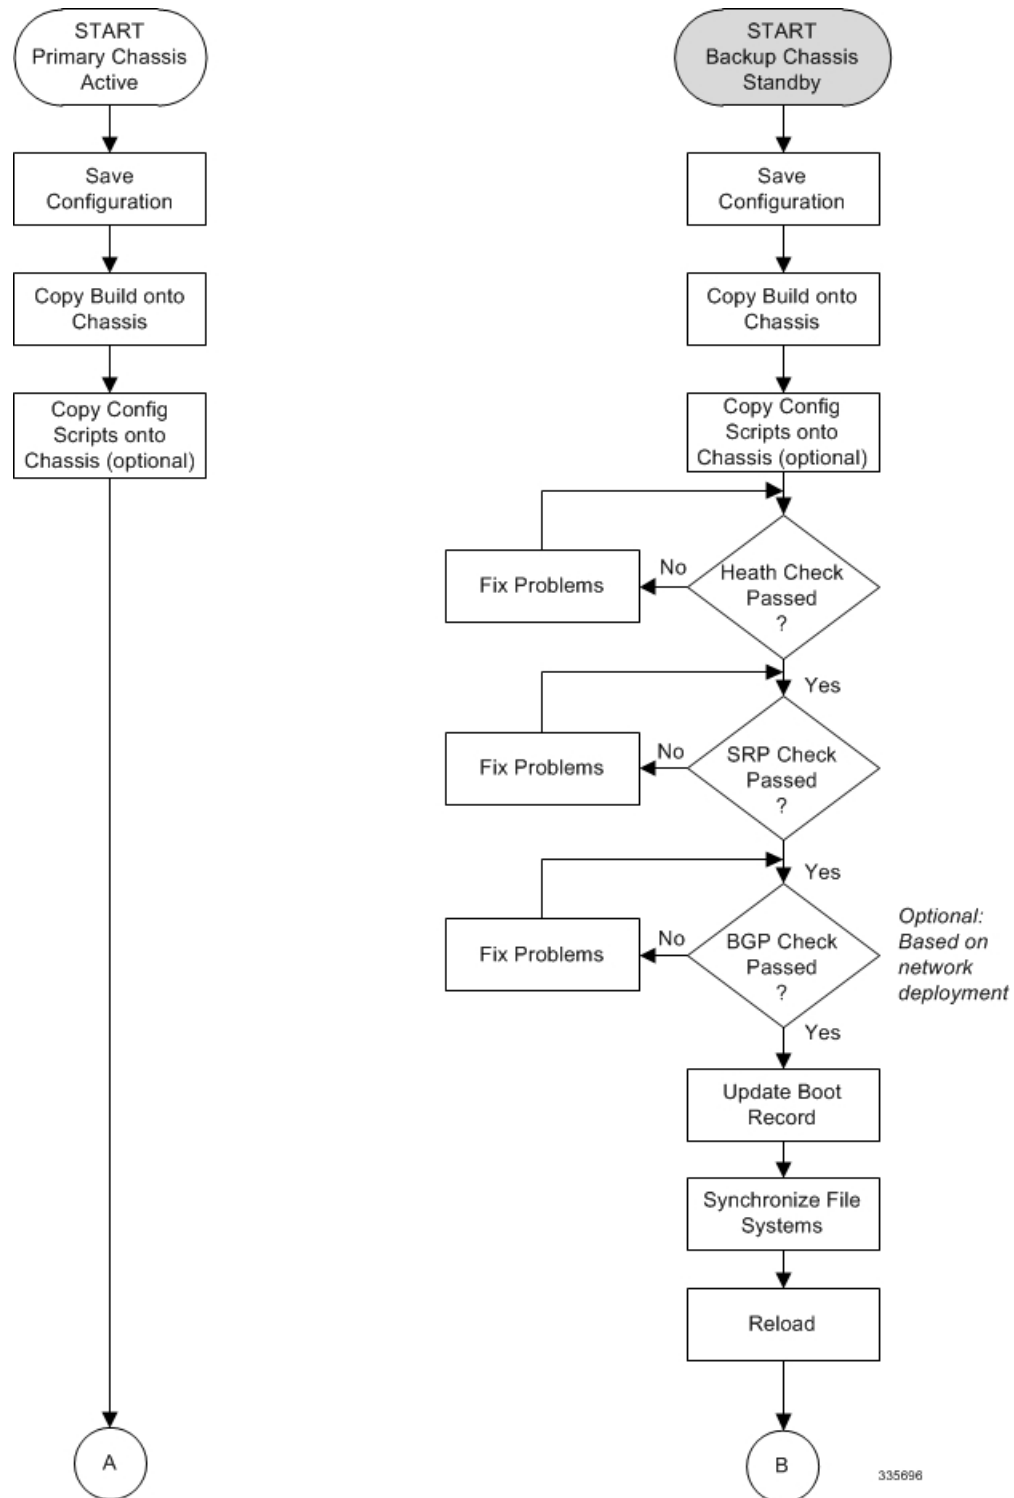 START
Primary Chassis
Active
Save
Configuration
Copy Build onto
Chassis
Copy Config
Scripts onto
Chassis (optional)
A
START
Backup Chassis
Standby
Save
Configuration
Copy Build onto
Chassis
Copy Config
Scripts onto
Chassis (optional)
Heath Check
Passed
?
No
Fix Problems
Yes
SRP Check
Passed
?
No
Fix Problems
Yes
BGP Check
Passed
?
No
Fix Problems
Optional:
Based on
network
deployment
Yes
Update Boot
Record
Synchronize File
Systems
Reload
B
335696